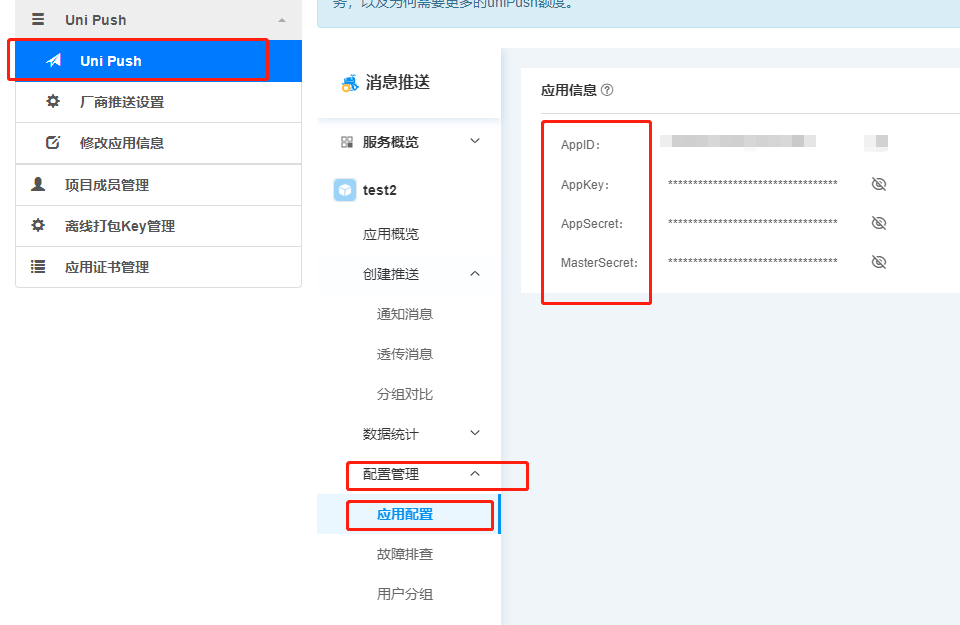 务，以及为何需要更多的uniPush额度。
Uni Push
Uni Push
厂商推送设置
修改应用信息
项目成员管理
离线打包Key管理
应用证书管理
消息推送
服务概览
test2
应用概览
创建推送
通知消息
透传消息
分组对比
数据统计
配置管理
应用配置
故障排查
用户分组
应用信息
AppID：
AppKey： **********************************
AppSecret: **********************************
MasterSecret: **********************************